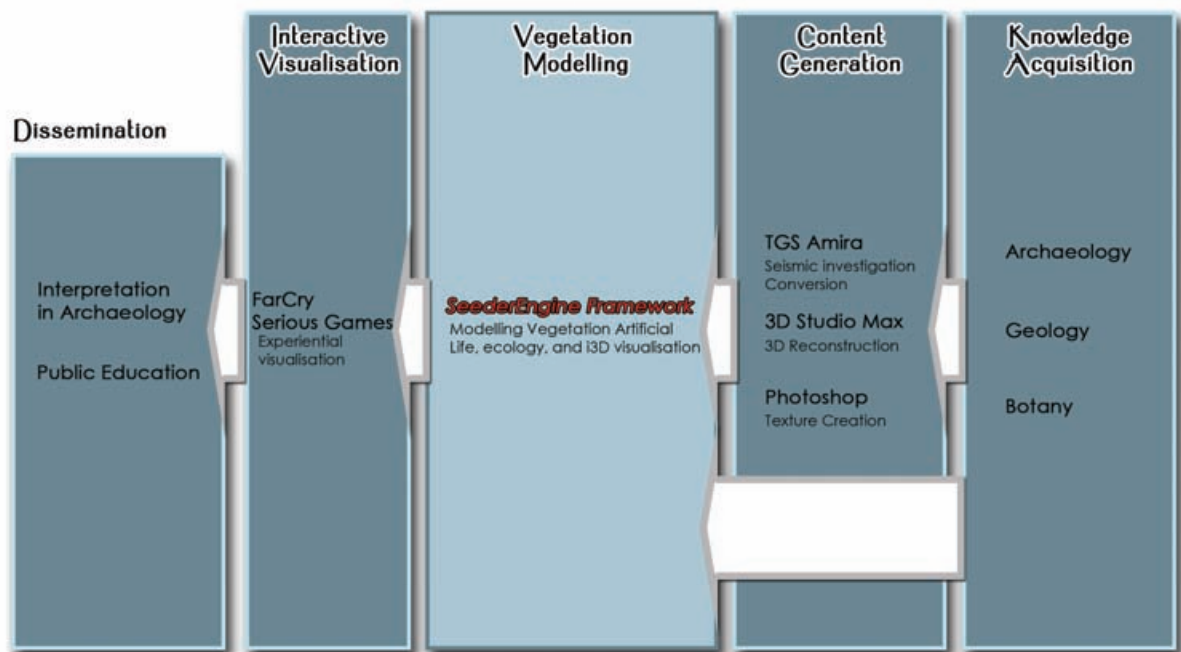 Dissemination
Interpretation
in Archaeology
Public Education
Interactive
Visualisation
FarCry
Serious Games
Experiential
visualisation
Vegetation
Modelling
SeederEngine Framework
Modelling Vegetation Artificial
Life, ecology, and i3D visualisation
Content
Generation
TGS Amira
Seismic investigation
Conversion
3D Studio Max
3D Reconstruction
Photoshop
Texture Creation
Knowledge
Acquisition
Archaeology
Geology
Botany